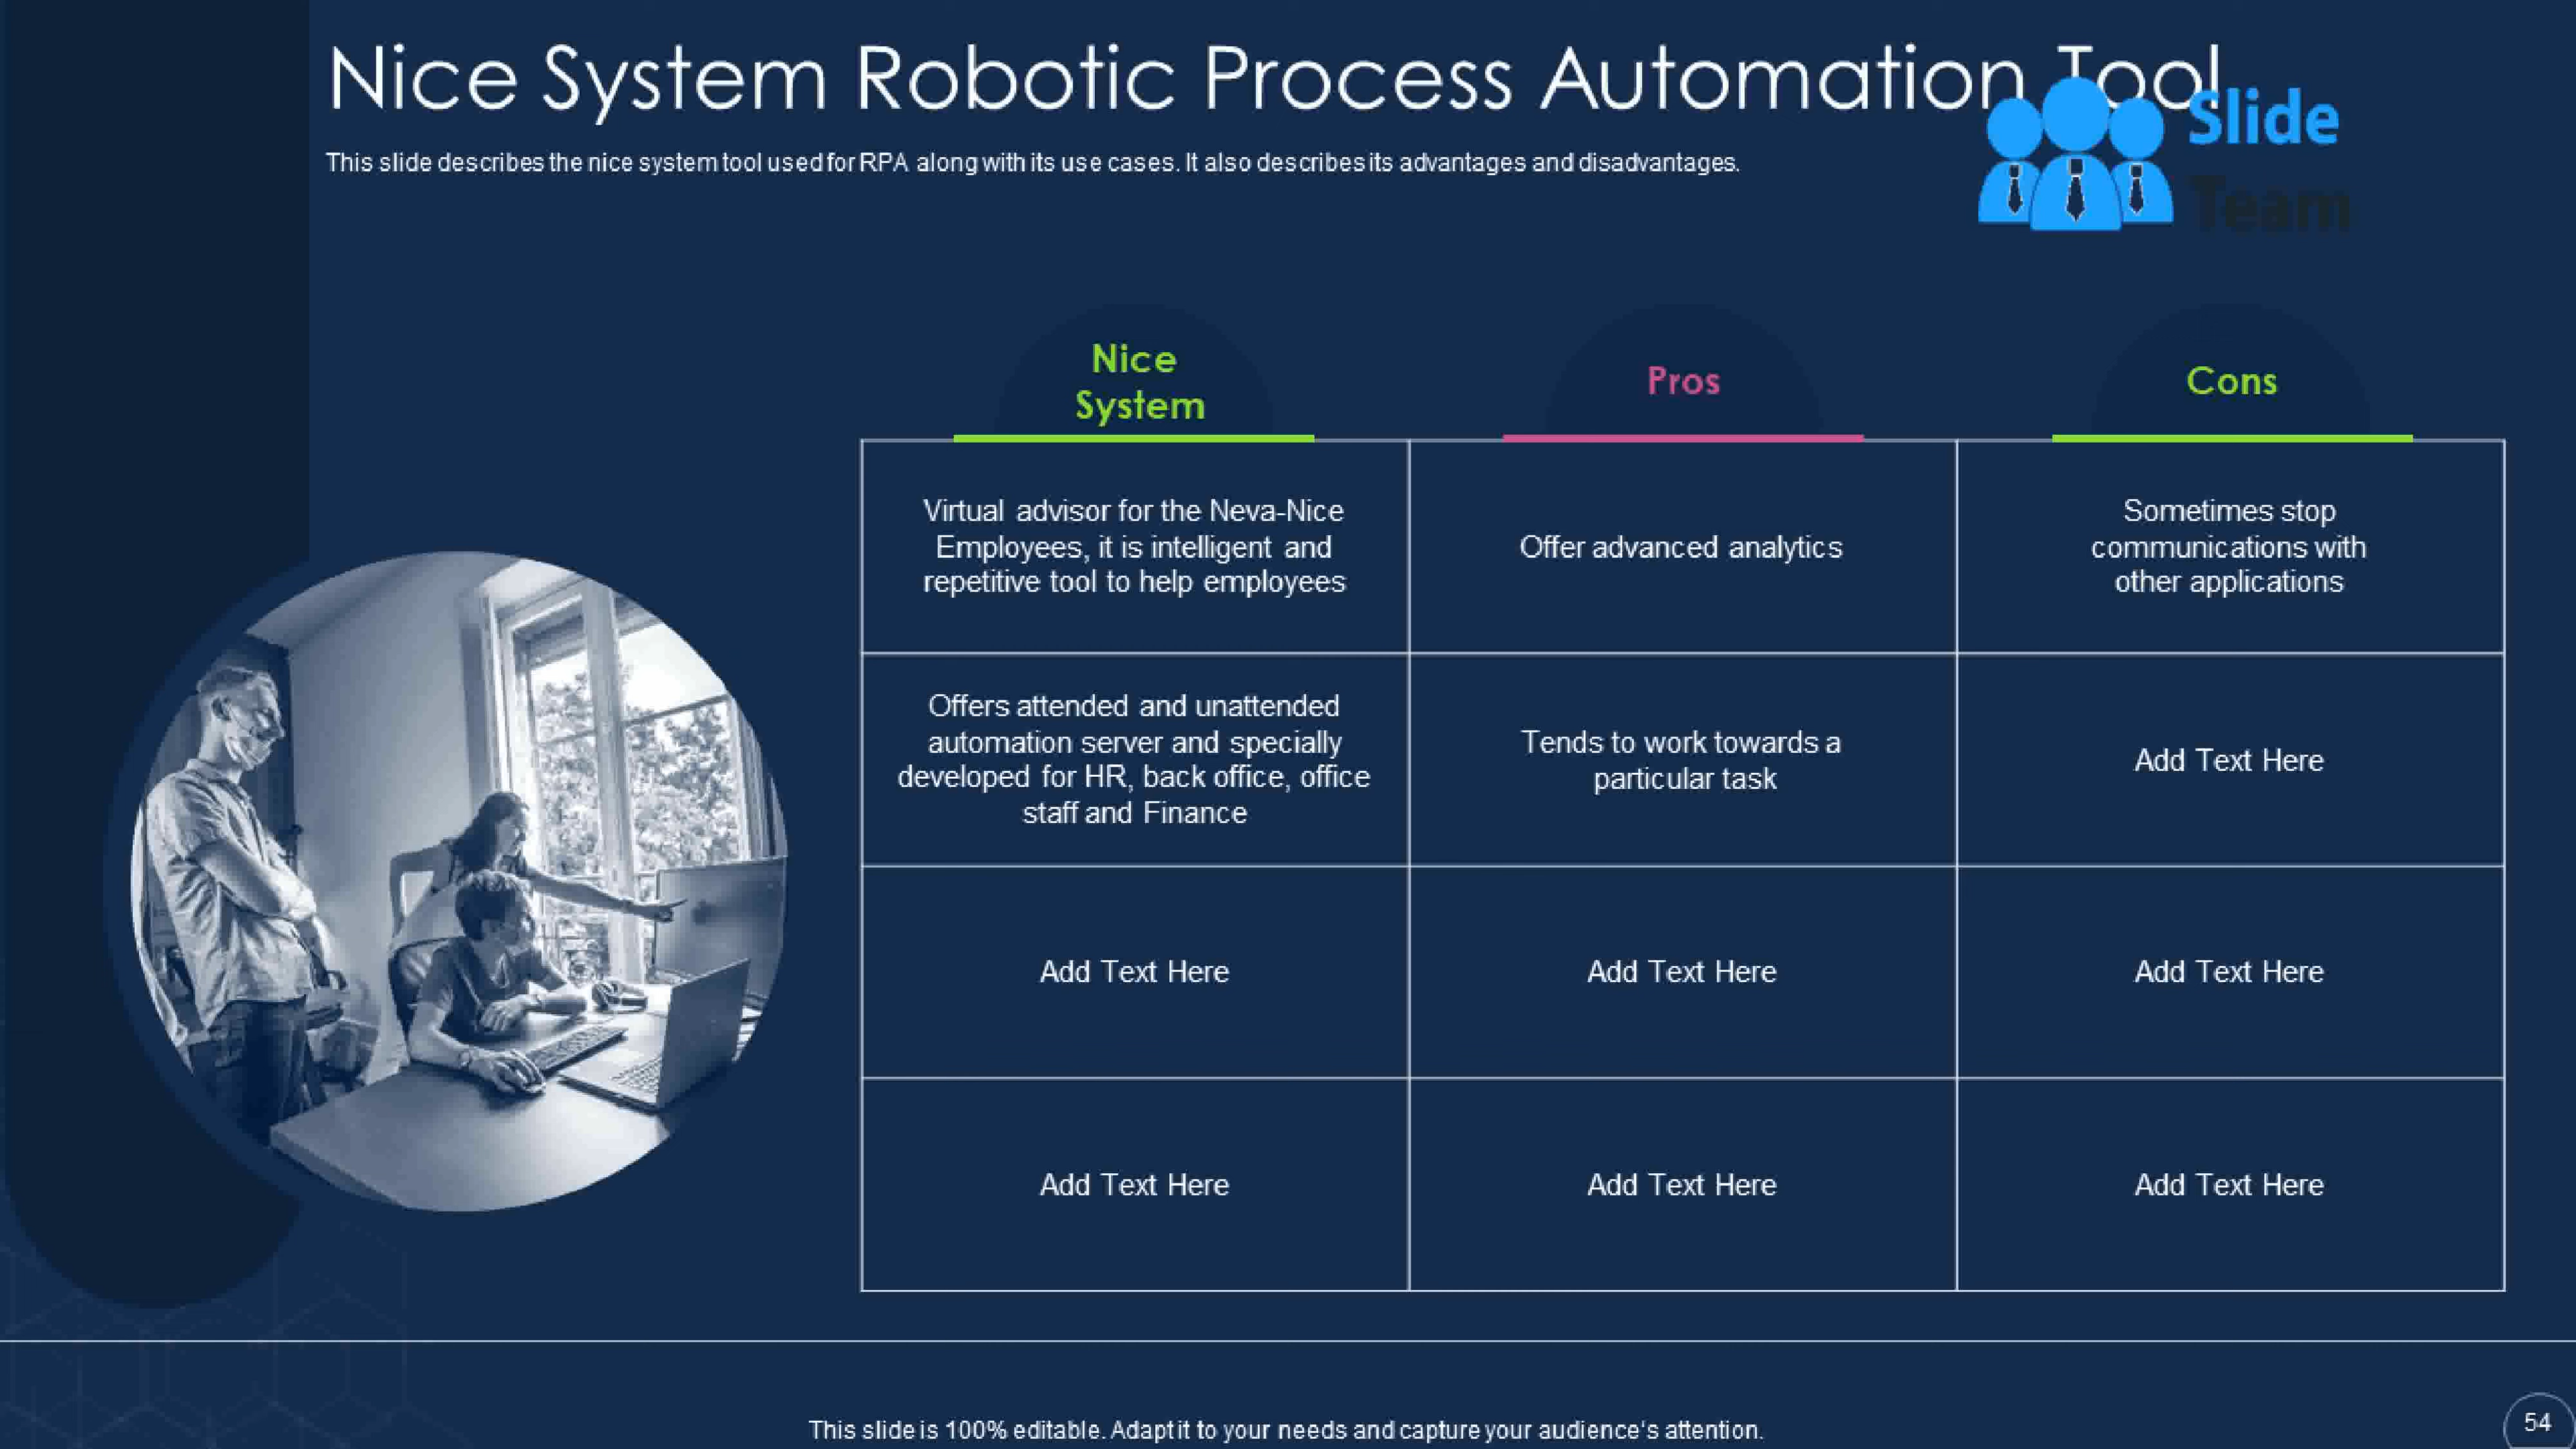 Nice System Robotic Process Automation Tool
Slide
Team
This slide describes the nice system tool used for RPA along with its use cases. It also describes its advantages and disadvantages.
Nice
System
Pros
Cons
Virtual advisor for the Neva-Nice
Employees, it is intelligent and
repetitive tool to help employees
Offer advanced analytics
Sometimes stop
communications with
other applications
Offers attended and unattended
automation server and specially
developed for HR, back office, office
staff and Finance
Tends to work towards a
particular task
Add Text Here
Add Text Here
Add Text Here
Add Text Here
Add Text Here
Add Text Here
Add Text Here
This slide is 100% editable. Adapt it to your needs and capture your audience's attention.
54